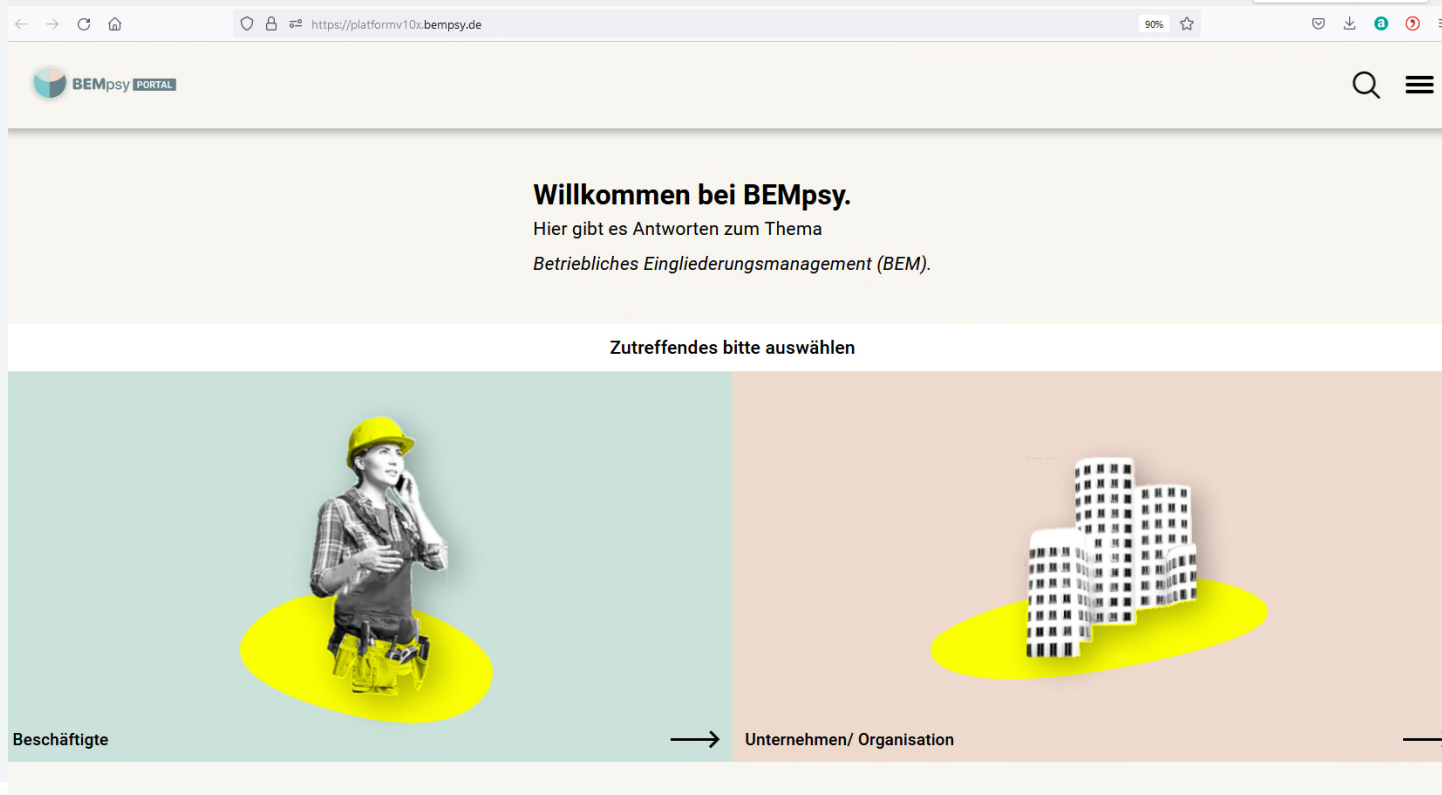 https://platformv10x.bempsy.de
90%
BEMpsy PORTAL
Willkommen bei BEMpsy.
Hier gibt es Antworten zum Thema
Betriebliches Eingliederungsmanagement (BEM).
Zutreffendes bitte auswählen
Beschäftigte
Unternehmen/ Organisation